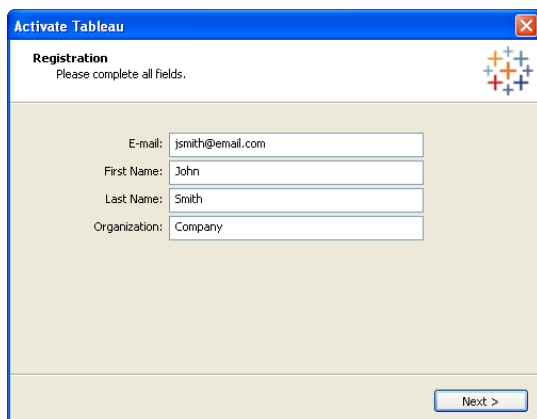 Activate Tableau
Registration
Please complete all fields.
E-mail: jsmith@email.com
First Name: John
Last Name: Smith
Organization: Company
Next >